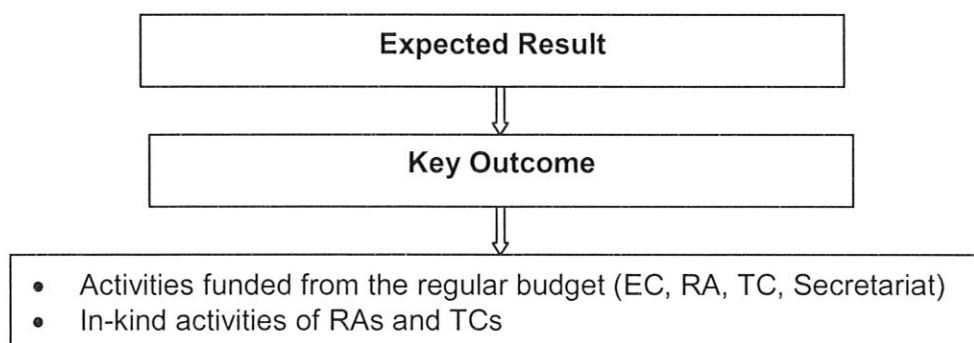 Expected Result
Key Outcome
• Activities funded from the regular budget (EC, RA, TC, Secretariat)
• In-kind activities of RAs and TCs